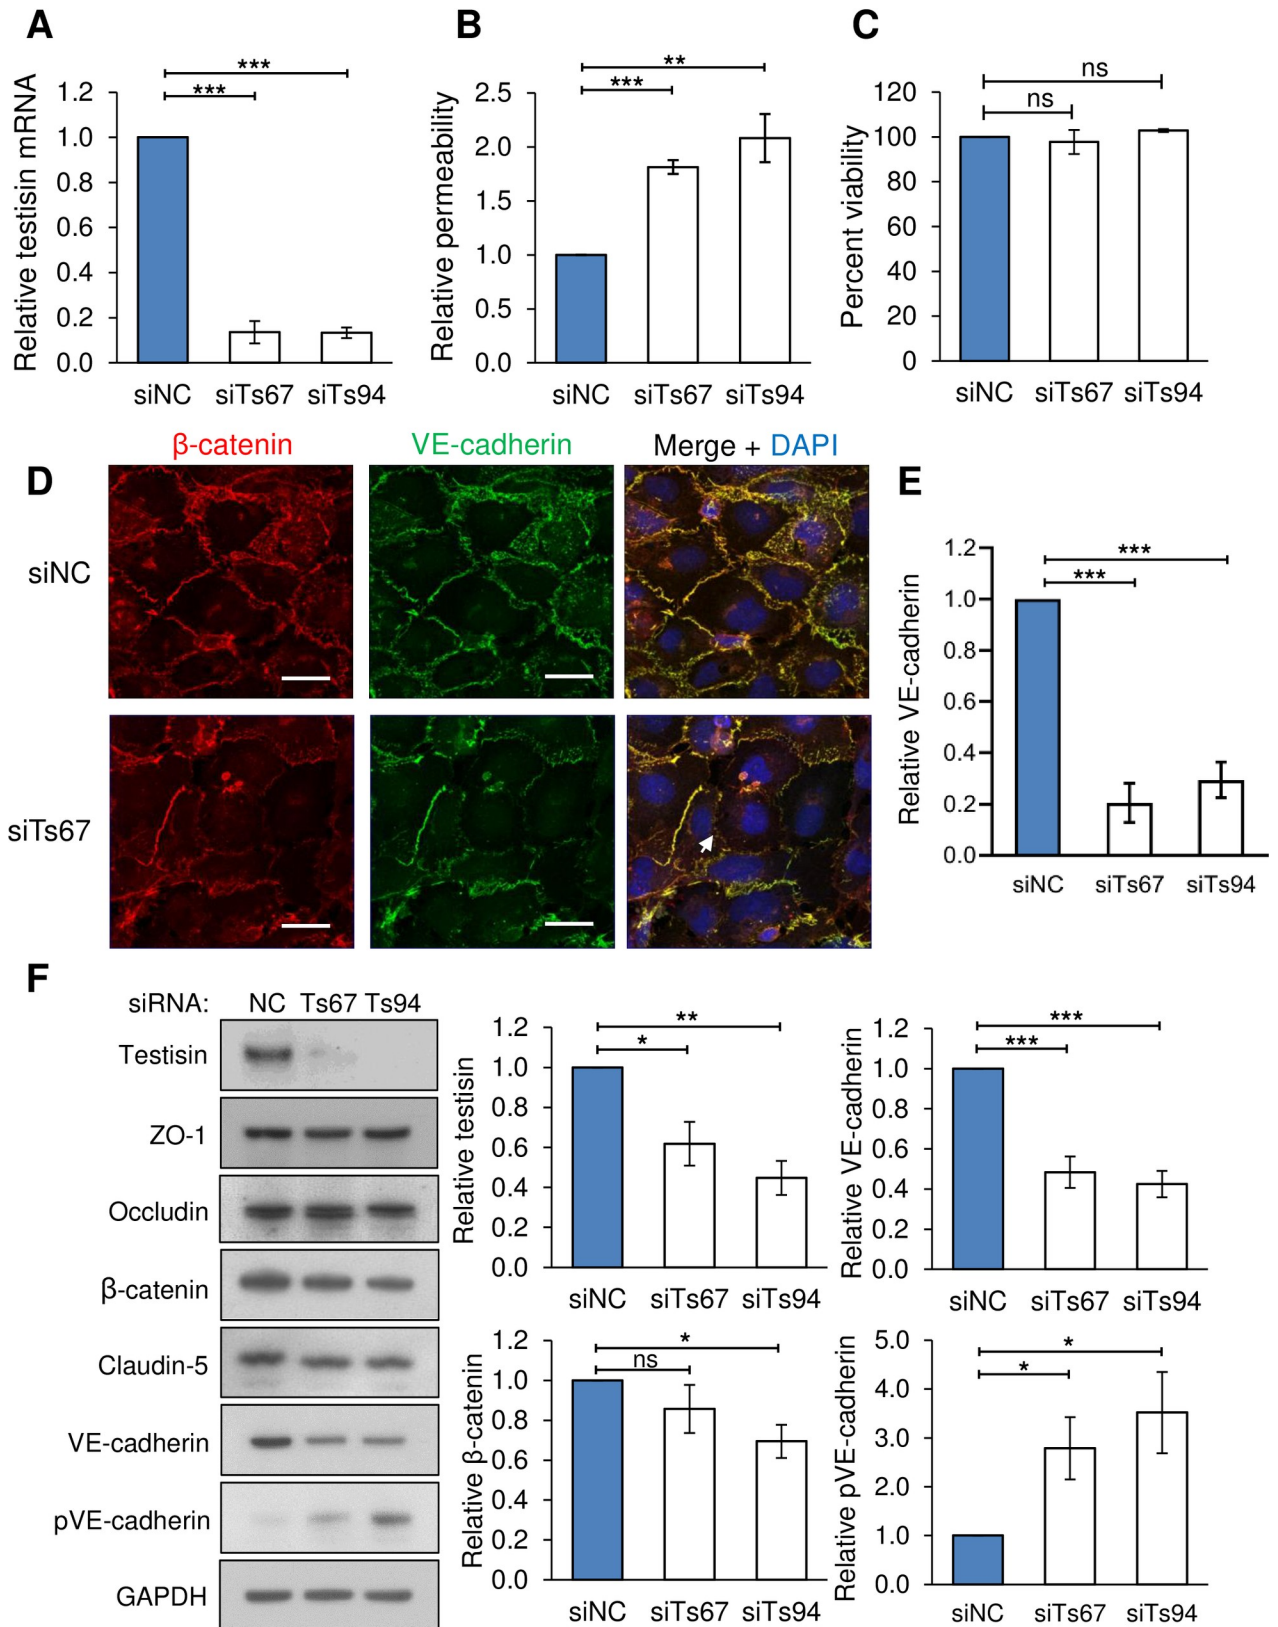 A
Relative testisin mRNA
1.2
1.0
0.8
0.6
0.4
0.2
0.0
***
***
siNC siTs67 siTs94
B
Relative permeability
2.5
2.0
1.5
1.0
0.5
0.0
**
***
siNC siTs67 siTs94
C
Percent viability
120
100
80
60
40
20
0
ns
ns
siNC siTs67 siTs94
D
β-catenin VE-cadherin Merge + DAPI
siNC
siTs67
E
Relative VE-cadherin
1.2
1.0
0.8
0.6
0.4
0.2
0.0
***
***
siNC siTs67 siTs94
F
siRNA: NC Ts67 Ts94
Testisin
ZO-1
Occludin
β-catenin
Claudin-5
VE-cadherin
pVE-cadherin
GAPDH
Relative testisin
1.2
1.0
0.8
0.6
0.4
0.2
0.0
**
*
siNC siTs67 siTs94
Relative VE-cadherin
1.2
1.0
0.8
0.6
0.4
0.2
0.0
***
***
siNC siTs67 siTs94
Relative β-catenin
1.2
1.0
0.8
0.6
0.4
0.2
0.0
*
ns
siNC siTs67 siTs94
Relative pVE-cadherin
5.0
4.0
3.0
2.0
1.0
0.0
*
*
siNC siTs67 siTs94